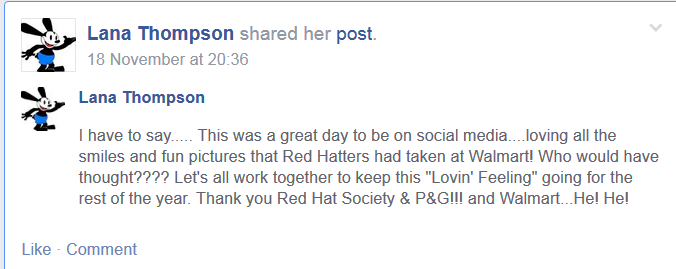 Lana Thompson shared her post.
18 November at 20:36
Lana Thompson
I have to say..... This was a great day to be on social media....loving all the
smiles and fun pictures that Red Hatters had taken at Walmart! Who would have
thought???? Let's all work together to keep this "Lovin' Feeling" going for the
rest of the year. Thank you Red Hat Society & P&G!!! and Walmart...He! He!
Like · Comment